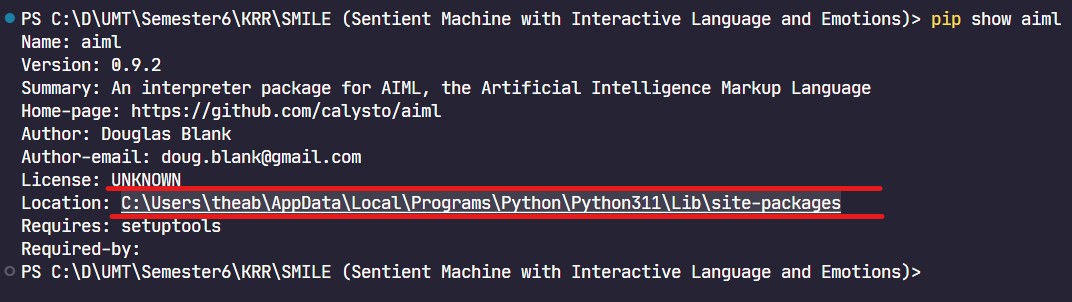 PS C:\D\UMT\Semester6\KRR\SMILE (Sentient Machine with Interactive Language and Emotions)> pip show aiml
Name: aiml
Version: 0.9.2
Summary: An interpreter package for AIML, the Artificial Intelligence Markup Language
Home-page: https://github.com/calysto/aiml
Author: Douglas Blank
Author-email: doug.blank@gmail.com
License: UNKNOWN
Location: C:\Users\theab\AppData\Local\Programs\Python\Python311\Lib\site-packages
Requires: setuptools
Required-by:
PS C:\D\UMT\Semester6\KRR\SMILE (Sentient Machine with Interactive Language and Emotions)>